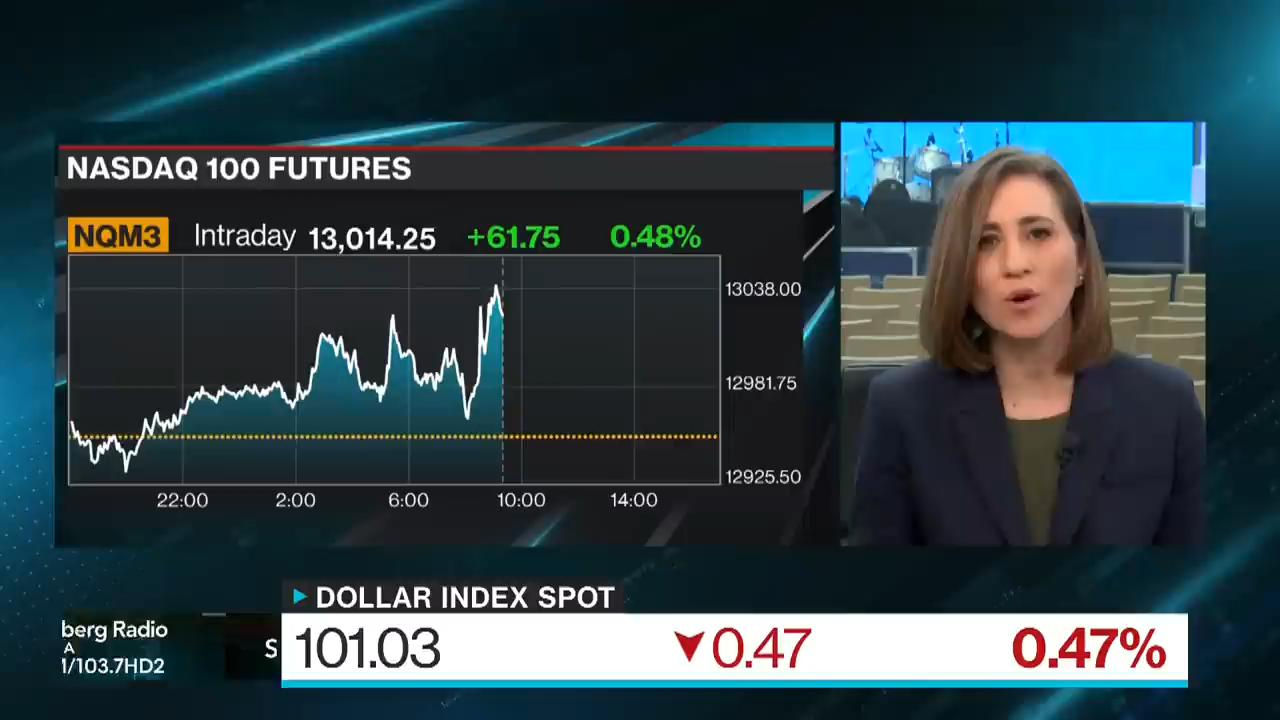 NASDAQ 100 FUTURES
NQM3 Intraday 13,014.25 +61.75 0.48%
13038.00
12981.75
12925.50
22:00 2:00 6:00 10:00 14:00
DOLLAR INDEX SPOT
101.03 0.47 0.47%
berg Radio
A
1/103.7HD2
S